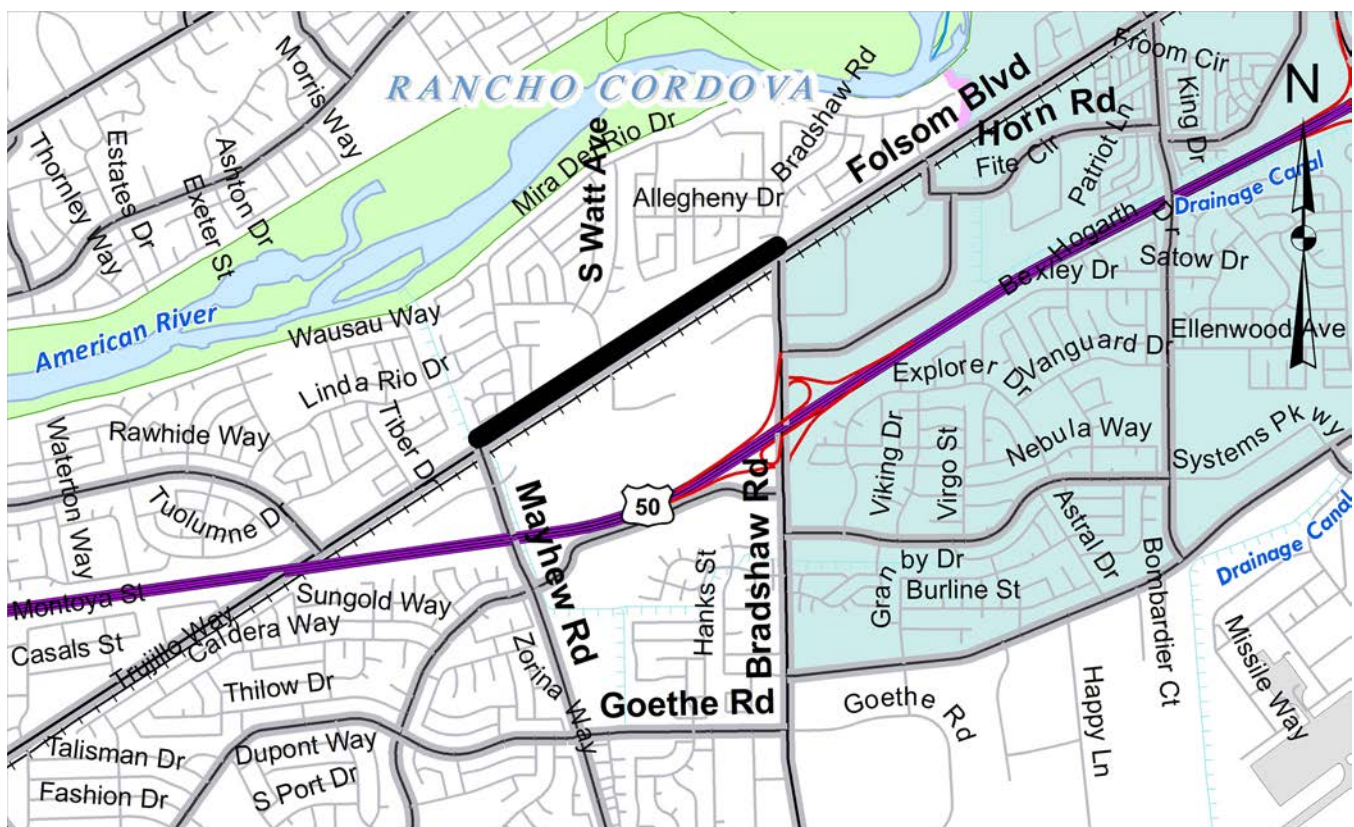 Froom Cir
Morris Way
RANCHO CORDOVA
Bradshaw Rd
Folsom Blvd
Horn Rd
King Dr
N
Thornley Way
Estates Dr
Ashton Dr
Exeter St
S Watt Ave
Mira Del Rio Dr
Allegheny Dr
Fite Cir
Patriot Ln
Drainage Canal
Hogarth Dr
Bexley Dr
Satow Dr
American River
Wausau Way
Linda Rio Dr
Tiber Dr
Ellenwood Ave
Explorer Dr
Vanguard Dr
Rawhide Way
Waterton Way
Tuolumne Dr
Viking Dr
Virgo St
Nebula Way
Systems Pkwy
50
Mayhew Rd
Bradshaw Rd
Astral Dr
Drainage Canal
Montoya St
Sungold Way
Hanks St
Granby Dr
Burline St
Bombardier Ct
Casals St
Trujillo Way
Caldera Way
Zorina Way
Missile Way
Thilow Dr
Goethe Rd
Goethe Rd
Happy Ln
Talisman Dr
Dupont Way
Fashion Dr
S Port Dr